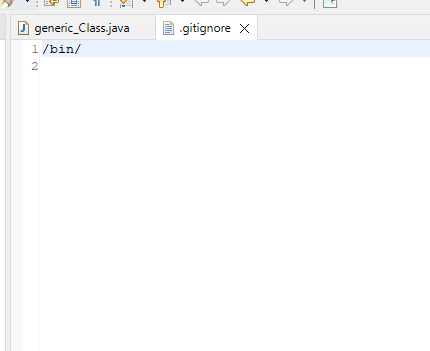 generic_Class.java
.gitignore
1 /bin/
2